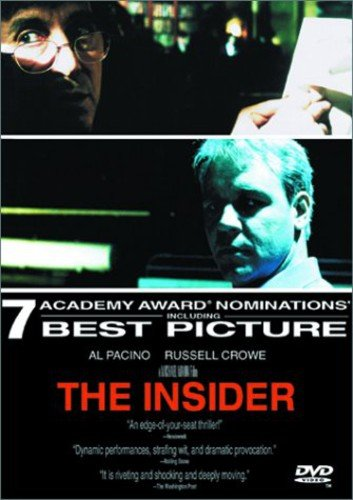 7 ACADEMY AWARD® NOMINATIONS
INCLUDING
BEST PICTURE
AL PACINO RUSSELL CROWE
A MICHAEL MANN Film
THE INSIDER
"An edge-of-your-seat thriller!"
—Newsweek
"Dynamic performances, strafing wit, and dramatic provocation."
—Rolling Stone
"It is riveting and shocking and deeply moving."
—The Washington Post
DVD
VIDEO
TM